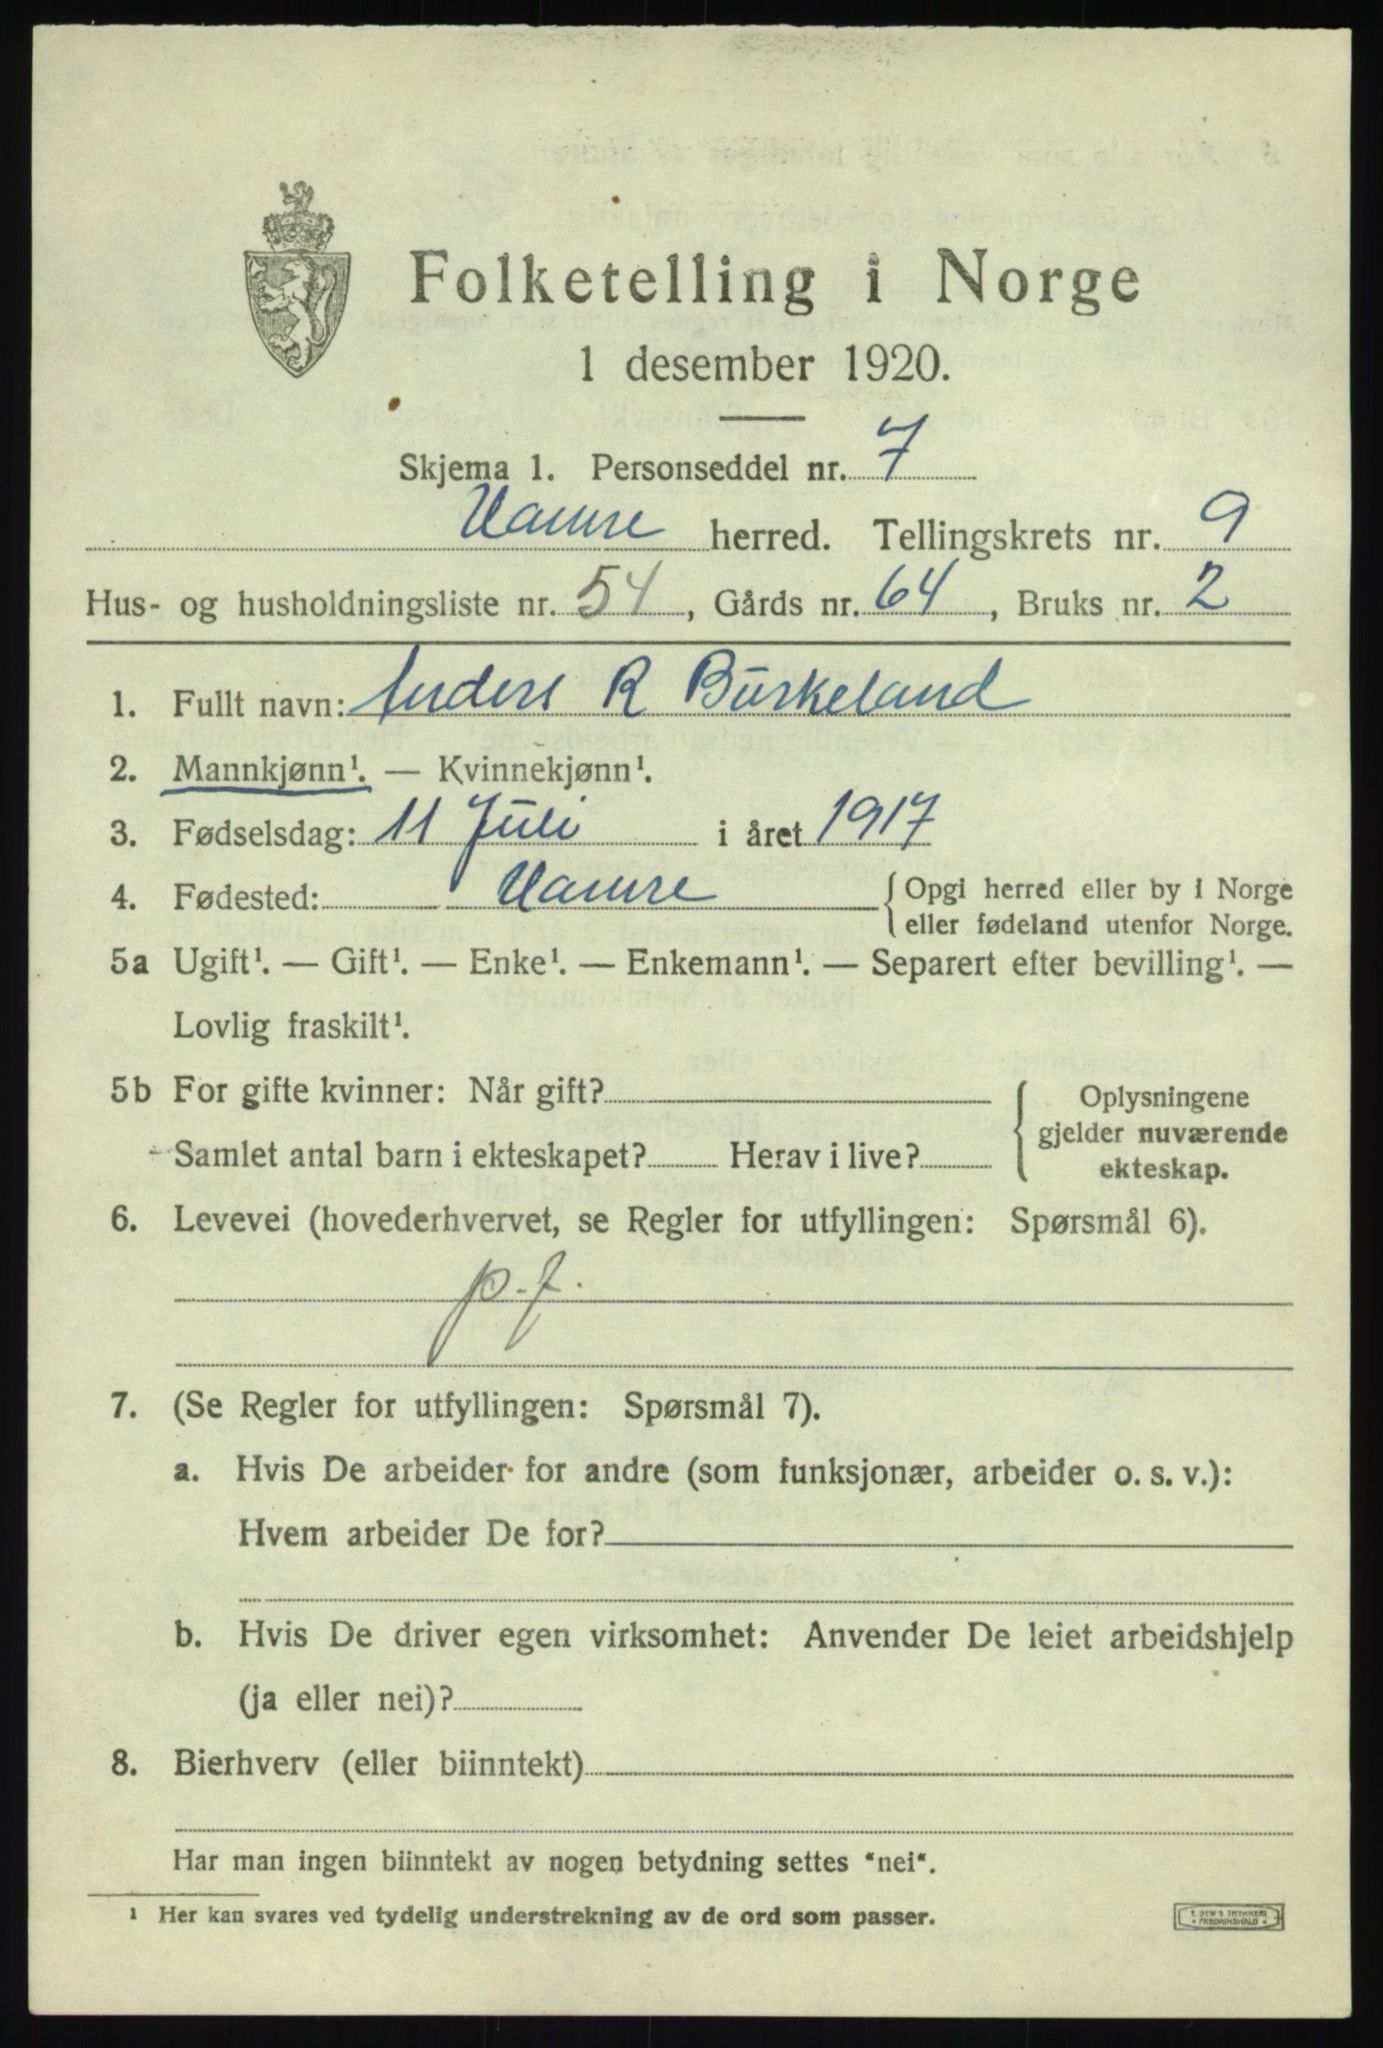 Folketelling i Norge
1 desember 1920.
Skjema 1. Personseddel nr. 7
Hamre herred. Tellingskrets nr. 9
Hus- og husholdningsliste nr. 54, Gårds nr. 64, Bruks nr. 2
1. Fullt navn: Anders R Burkeland
2. Mannkjønn¹. — Kvinnekjønn¹.
3. Fødselsdag: 11 Juli i året 1917
4. Fødested: Hamre { Opgi herred eller by i Norge
eller fødeland utenfor Norge.
5a Ugift¹. — Gift¹. — Enke¹. — Enkemann¹. — Separert efter bevilling¹. —
Lovlig fraskilt¹.
5b For gifte kvinner: Når gift?
Samlet antal barn i ekteskapet? Herav i live?
{ Oplysningene
gjelder nuværende
ekteskap.
6. Levevei (hovederhvervet, se Regler for utfyllingen: Spørsmål 6).
p.f.
7. (Se Regler for utfyllingen: Spørsmål 7).
a. Hvis De arbeider for andre (som funksjonær, arbeider o. s. v.):
Hvem arbeider De for?
b. Hvis De driver egen virksomhet: Anvender De leiet arbeidshjelp
(ja eller nei)?
8. Bierhverv (eller biinntekt)
Har man ingen biinntekt av nogen betydning settes "nei".
¹ Her kan svares ved tydelig understrekning av de ord som passer.
E. SEM'S TRYKKERI
FREDRIKSHALD